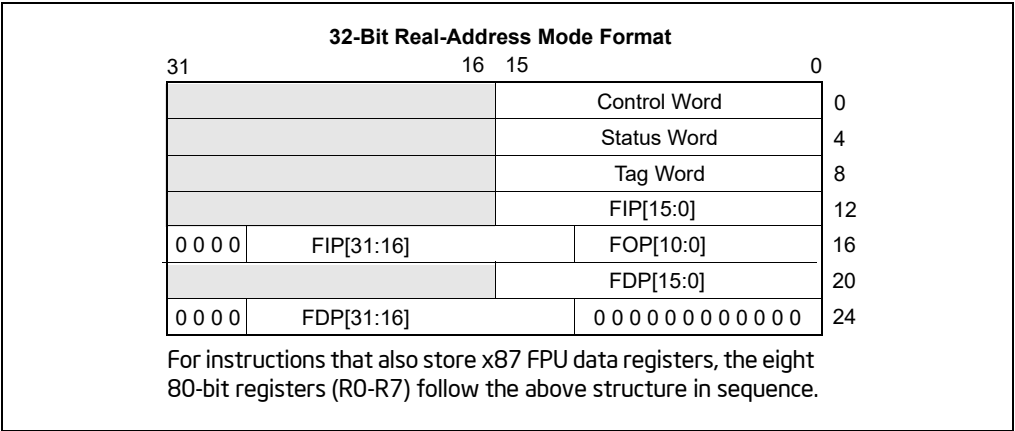 32-Bit Real-Address Mode Format
31 16 15 0
Control Word 0
Status Word 4
Tag Word 8
FIP[15:0] 12
0 0 0 0 FIP[31:16] FOP[10:0] 16
FDP[15:0] 20
0 0 0 0 FDP[31:16] 0 0 0 0 0 0 0 0 0 0 0 0 24
For instructions that also store x87 FPU data registers, the eight
80-bit registers (R0-R7) follow the above structure in sequence.